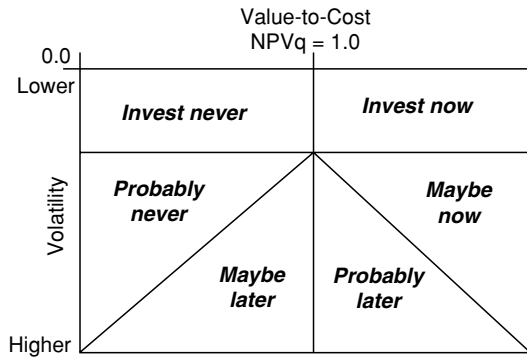 Value-to-Cost
NPVq = 1.0
0.0
Lower
Invest never
Invest now
Probably
never
Maybe
now
Volatility
Maybe
later
Probably
later
Higher